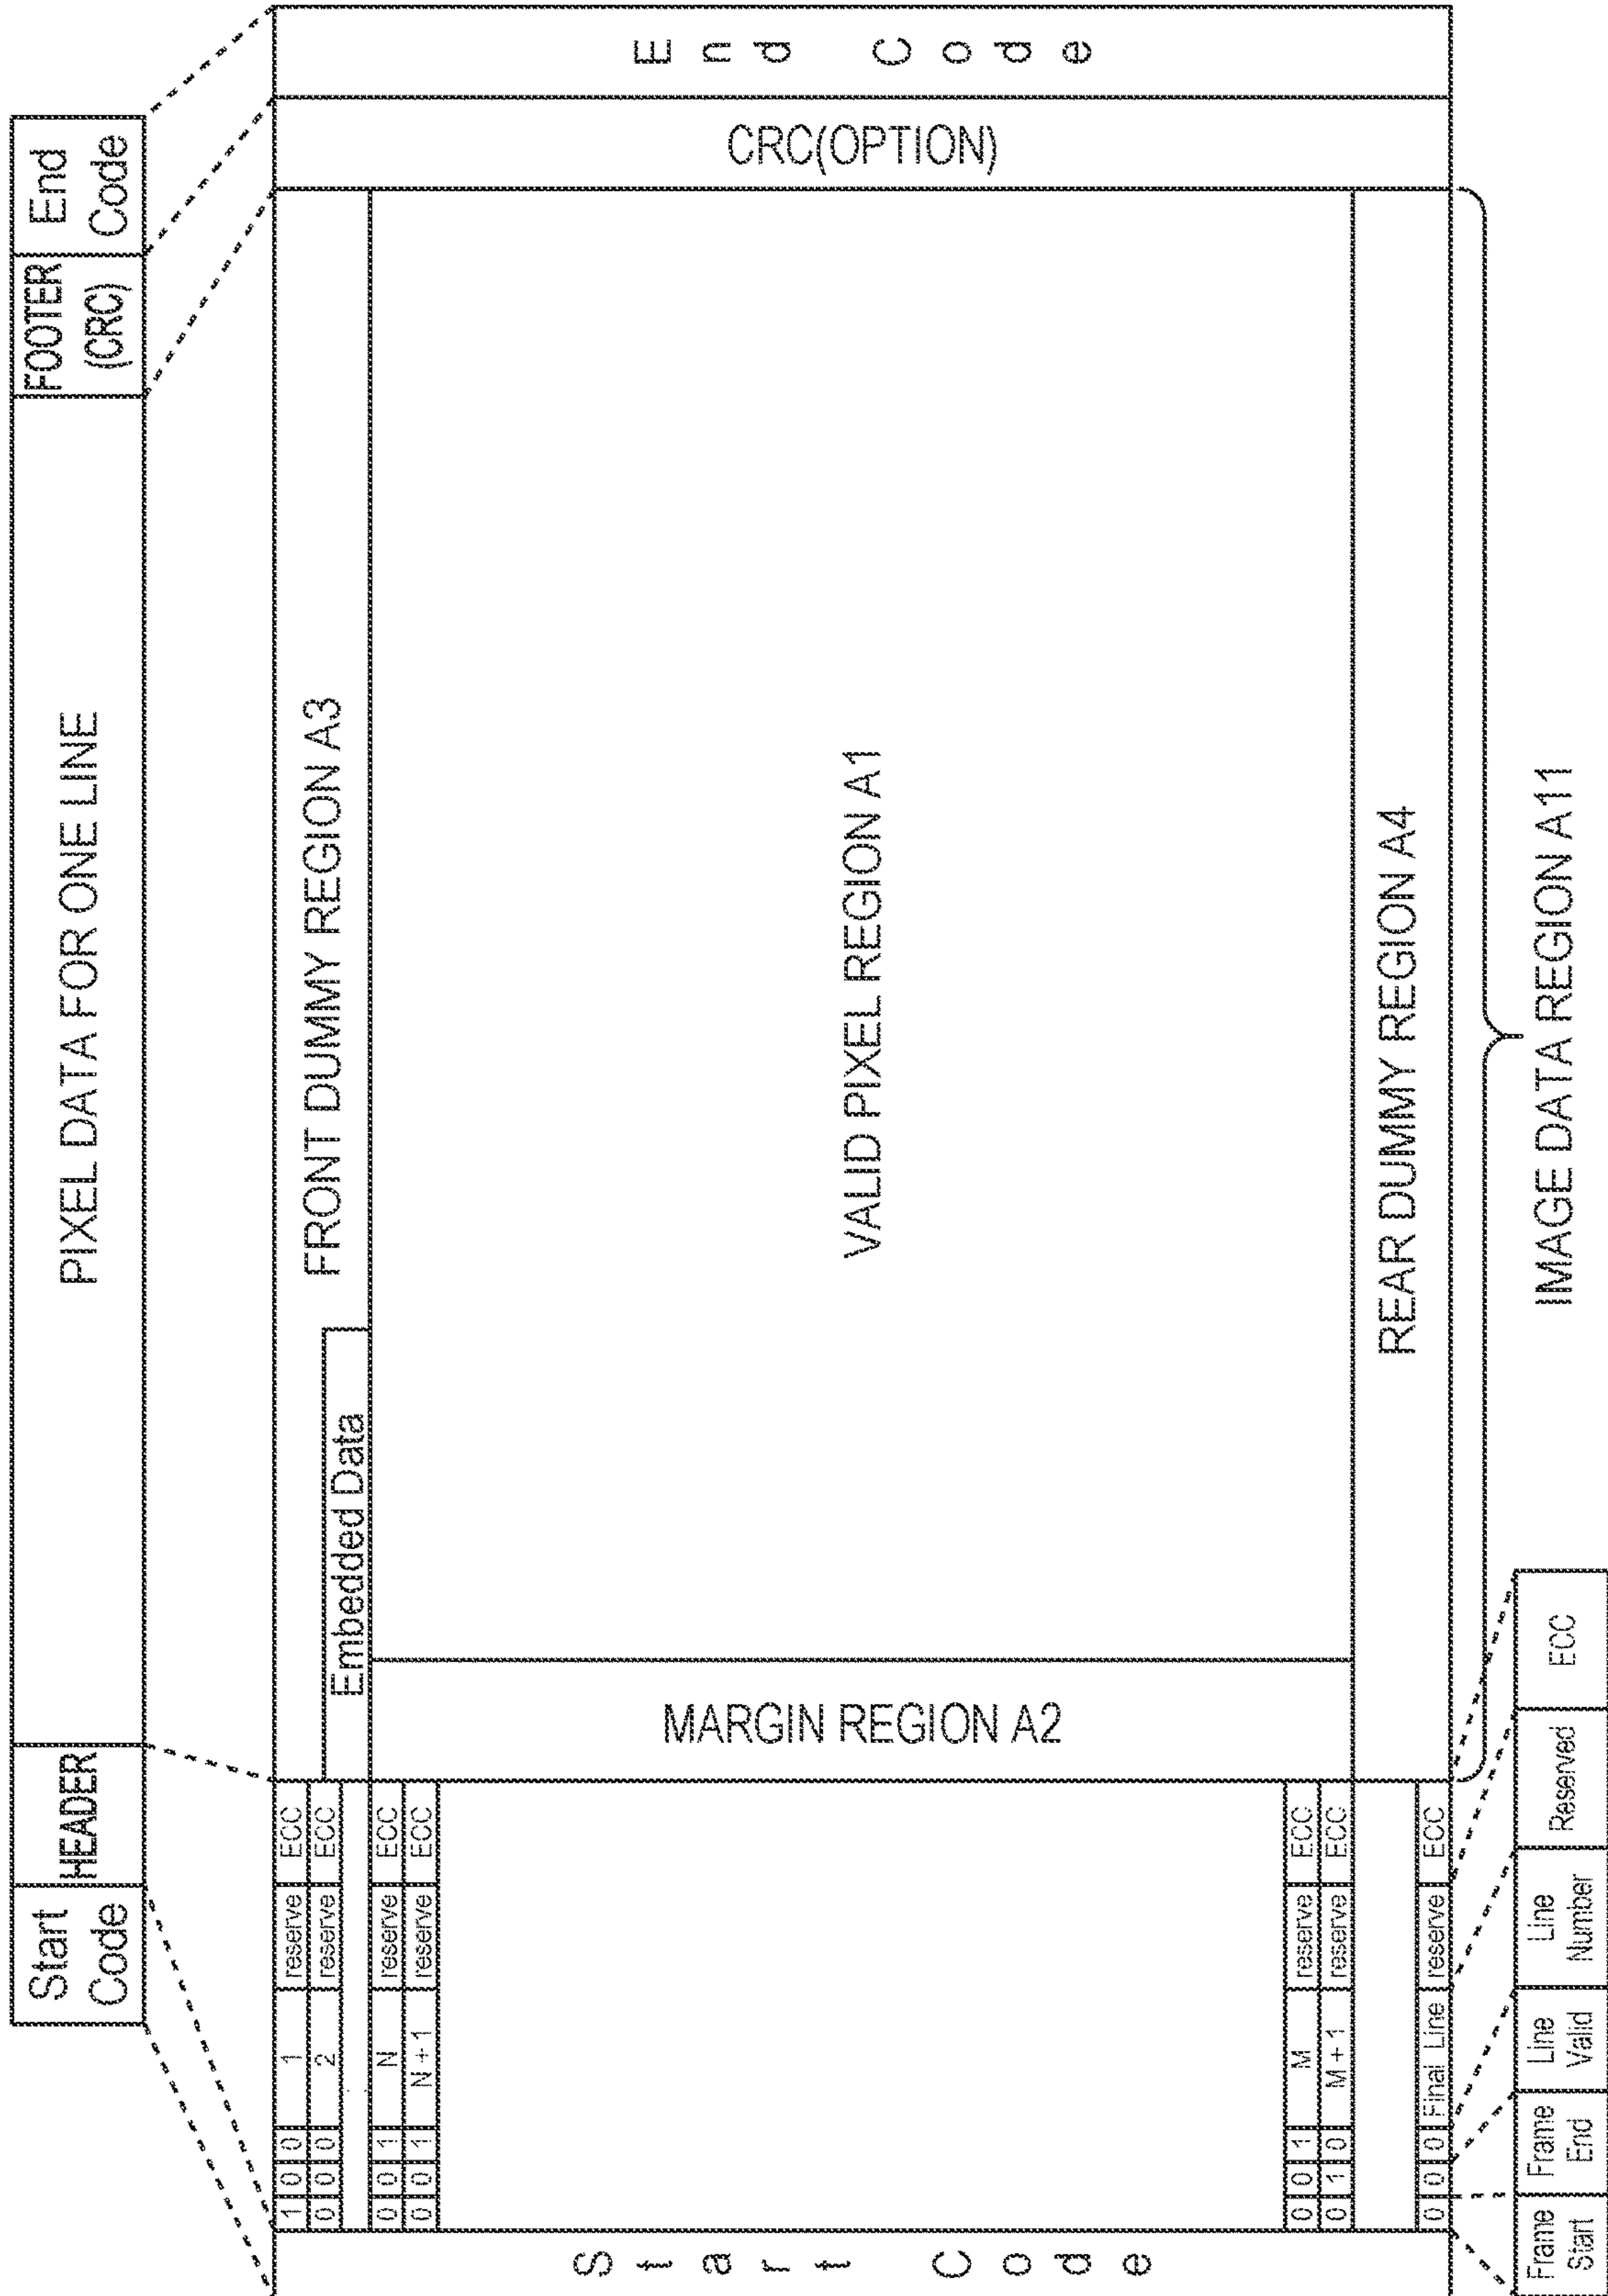 Start
Code
HEADER
PIXEL DATA FOR ONE LINE
FOOTER
(CRC)
End
Code
Start Code
1 0 0 1 reserve ECC
0 0 0 2 reserve ECC
0 0 1 N reserve ECC
0 0 1 N + 1 reserve ECC
0 0 1 M reserve ECC
0 1 0 M + 1 reserve ECC
0 0 0 Final Line reserve ECC
FRONT DUMMY REGION A3
Embedded Data
MARGIN REGION A2
VALID PIXEL REGION A1
REAR DUMMY REGION A4
CRC(OPTION)
End Code
IMAGE DATA REGION A11
Frame
Start
Frame
End
Line
Valid
Line
Number
Reserved
ECC